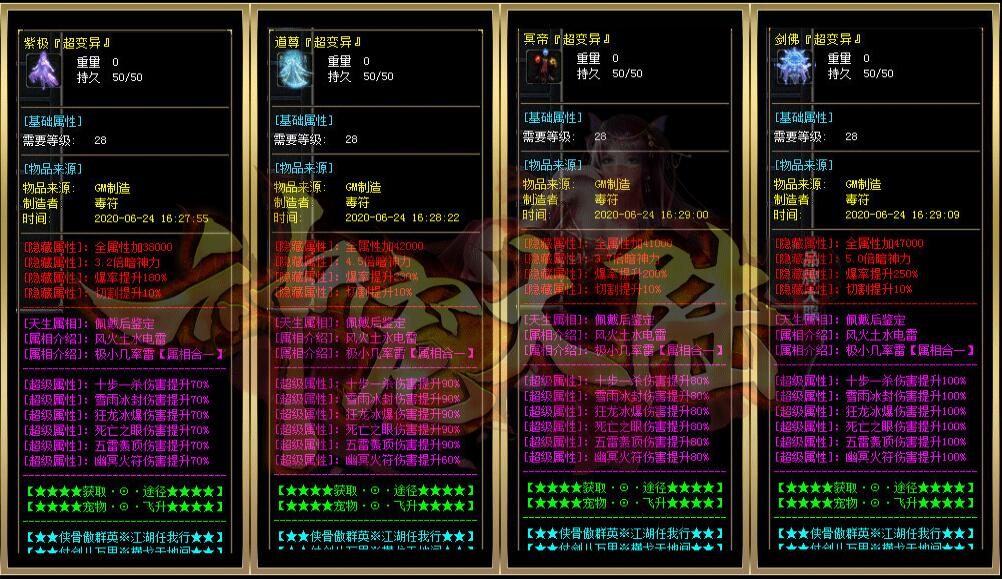 紫极『超变异』
重量 0
持久 50/50
[基础属性]
需要等级: 28
[物品来源]
物品来源: GM制造
制造者: 毒符
时间: 2020-06-24 16:27:55
[隐藏属性]: 全属性加38000
[隐藏属性]: 3.2倍暗神力
[隐藏属性]: 爆率提升180%
[隐藏属性]: 切割提升10%
[天生属相]: 佩戴后鉴定
[属相介绍]: 风火土水电雷
[属相介绍]: 极小几率雷【属相合一】
[超级属性]: 十步一杀伤害提升70%
[超级属性]: 雪雨冰封伤害提升70%
[超级属性]: 狂龙冰爆伤害提升70%
[超级属性]: 死亡之眼伤害提升70%
[超级属性]: 五雷轰顶伤害提升70%
[超级属性]: 幽冥火符伤害提升70%
【★★★★获取·⊙·途径★★★★】
【★★★★宠物·⊙·飞升★★★★】
【★★侠骨傲群英※江湖任我行★★】
道尊『超变异』
重量 0
持久 50/50
[基础属性]
需要等级: 28
[物品来源]
物品来源: GM制造
制造者: 毒符
时间: 2020-06-24 16:28:22
[隐藏属性]: 全属性加42000
[隐藏属性]: 4.5倍暗神力
[隐藏属性]: 爆率提升230%
[隐藏属性]: 切割提升10%
[天生属相]: 佩戴后鉴定
[属相介绍]: 风火土水电雷
[属相介绍]: 极小几率雷【属相合一】
[超级属性]: 十步一杀伤害提升90%
[超级属性]: 雪雨冰封伤害提升90%
[超级属性]: 狂龙冰爆伤害提升90%
[超级属性]: 死亡之眼伤害提升90%
[超级属性]: 五雷轰顶伤害提升90%
[超级属性]: 幽冥火符伤害提升60%
【★★★★获取·⊙·途径★★★★】
【★★★★宠物·⊙·飞升★★★★】
【★★侠骨傲群英※江湖任我行★★】
冥帝『超变异』
重量 0
持久 50/50
[基础属性]
需要等级: 28
[物品来源]
物品来源: GM制造
制造者: 毒符
时间: 2020-06-24 16:29:00
[隐藏属性]: 全属性加41000
[隐藏属性]: 3.7倍暗神力
[隐藏属性]: 爆率提升200%
[隐藏属性]: 切割提升10%
[天生属相]: 佩戴后鉴定
[属相介绍]: 风火土水电雷
[属相介绍]: 极小几率雷【属相合一】
[超级属性]: 十步一杀伤害提升80%
[超级属性]: 雪雨冰封伤害提升80%
[超级属性]: 狂龙冰爆伤害提升80%
[超级属性]: 死亡之眼伤害提升80%
[超级属性]: 五雷轰顶伤害提升80%
[超级属性]: 幽冥火符伤害提升80%
【★★★★获取·⊙·途径★★★★】
【★★★★宠物·⊙·飞升★★★★】
【★★侠骨傲群英※江湖任我行★★】
剑佛『超变异』
重量 0
持久 50/50
[基础属性]
需要等级: 28
[物品来源]
物品来源: GM制造
制造者: 毒符
时间: 2020-06-24 16:29:09
[隐藏属性]: 全属性加47000
[隐藏属性]: 5.0倍暗神力
[隐藏属性]: 爆率提升250%
[隐藏属性]: 切割提升10%
[天生属相]: 佩戴后鉴定
[属相介绍]: 风火土水电雷
[属相介绍]: 极小几率雷【属相合一】
[超级属性]: 十步一杀伤害提升100%
[超级属性]: 雪雨冰封伤害提升100%
[超级属性]: 狂龙冰爆伤害提升100%
[超级属性]: 死亡之眼伤害提升100%
[超级属性]: 五雷轰顶伤害提升100%
[超级属性]: 幽冥火符伤害提升100%
【★★★★获取·⊙·途径★★★★】
【★★★★宠物·⊙·飞升★★★★】
【★★侠骨傲群英※江湖任我行★★】